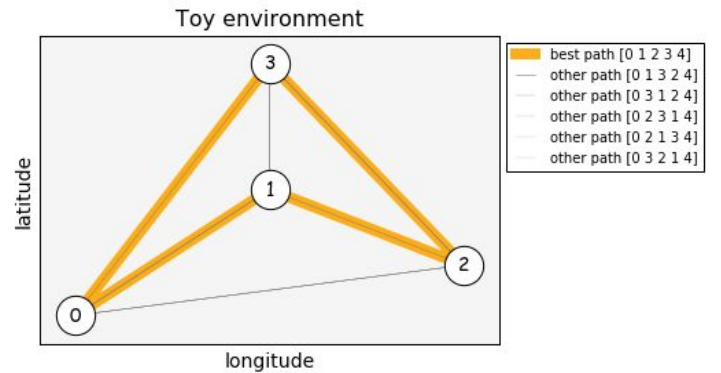 Toy environment
best path [0 1 2 3 4]
other path [0 1 3 2 4]
other path [0 3 1 2 4]
other path [0 2 3 1 4]
other path [0 2 1 3 4]
other path [0 3 2 1 4]
3
1
2
0
latitude
longitude